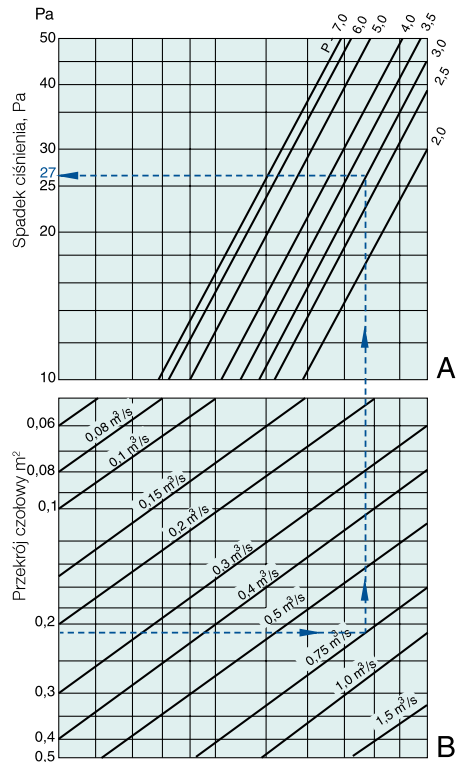 Pa
50
40
30
27
25
20
10
Spadek ciśnienia, Pa
P
7,0
6.0
5.0
4.0
3.5
3.0
2,5
2.0
A
0,06
0,08
0,1
0,2
0,3
0,4
0.5
Przekrój czołowy m²
0,08 m³/s
0,1 m³/s
0,15 m³/s
0,2 m³/s
0,3 m³/s
0,4 m³/s
0,5 m³/s
0,75 m³/s
1,0 m³/s
1,5 m³/s
B